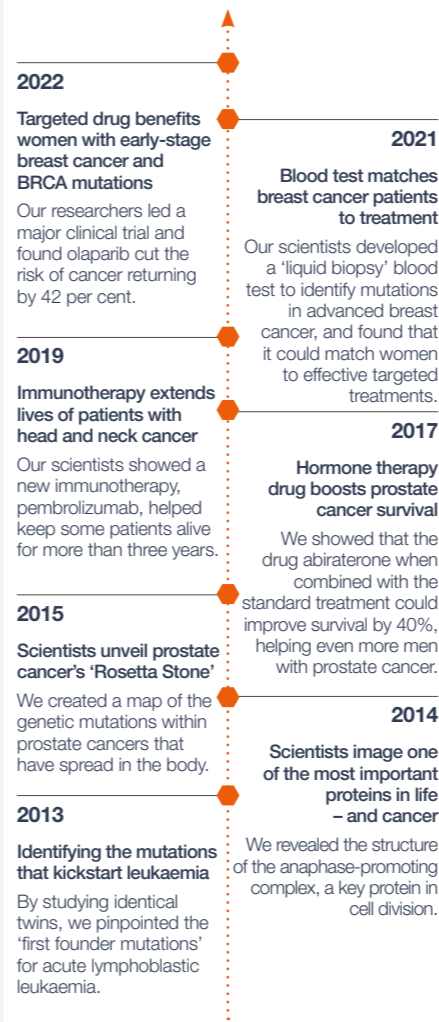 2022
Targeted drug benefits
women with early-stage
breast cancer and
BRCA mutations
Our researchers led a
major clinical trial and
found olaparib cut the
risk of cancer returning
by 42 per cent.
2021
Blood test matches
breast cancer patients
to treatment
Our scientists developed
a ‘liquid biopsy’ blood
test to identify mutations
in advanced breast
cancer, and found that
it could match women
to effective targeted
treatments.
2019
Immunotherapy extends
lives of patients with
head and neck cancer
Our scientists showed a
new immunotherapy,
pembrolizumab, helped
keep some patients alive
for more than three years.
2017
Hormone therapy
drug boosts prostate
cancer survival
We showed that the
drug abiraterone when
combined with the
standard treatment could
improve survival by 40%,
helping even more men
with prostate cancer.
2015
Scientists unveil prostate
cancer’s ‘Rosetta Stone’
We created a map of the
genetic mutations within
prostate cancers that
have spread in the body.
2014
Scientists image one
of the most important
proteins in life
– and cancer
We revealed the structure
of the anaphase-promoting
complex, a key protein in
cell division.
2013
Identifying the mutations
that kickstart leukaemia
By studying identical
twins, we pinpointed the
‘first founder mutations’
for acute lymphoblastic
leukaemia.